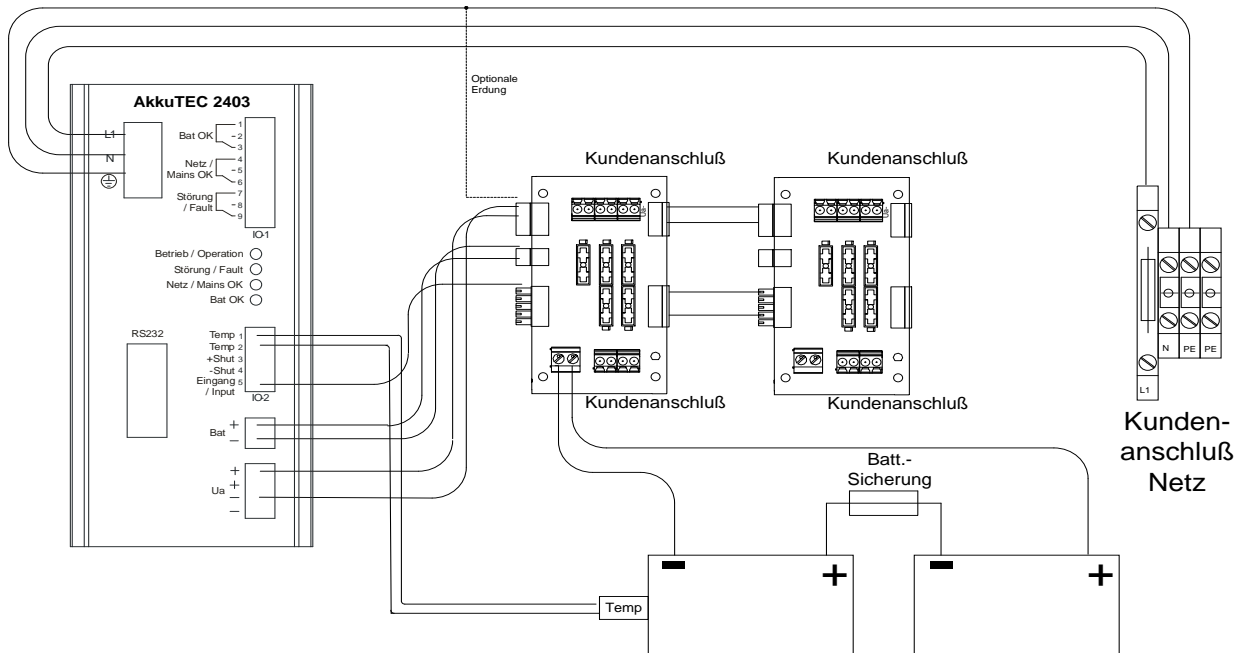 Optionale
Erdung
AkkuTEC 2403
L1
N
Bat OK
1
2
3
Netz /
Mains OK
4
5
6
Störung
/ Fault
7
8
9
IO-1
Betrieb / Operation
Störung / Fault
Netz / Mains OK
Bat OK
RS232
Temp 1
Temp 2
+Shut 3
-Shut 4
Eingang 5
/ Input
IO-2
Bat
+
−
Ua
+
+
−
−
Kundenanschluß
Kundenanschluß
Ua-
Ua-
Kundenanschluß
Kundenanschluß
N
PE
PE
L1
Kunden-
anschluß
Netz
Batt.-
Sicherung
Temp
−
+
−
+